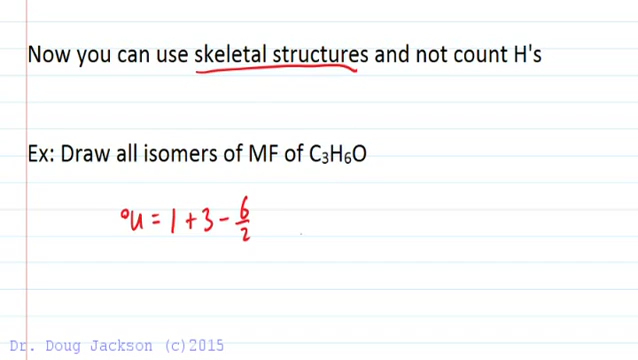 Now you can use skeletal structures and not count H's
Ex: Draw all isomers of MF of C₃H₆O
°u = 1 + 3 - 6/2
Dr. Doug Jackson (c)2015